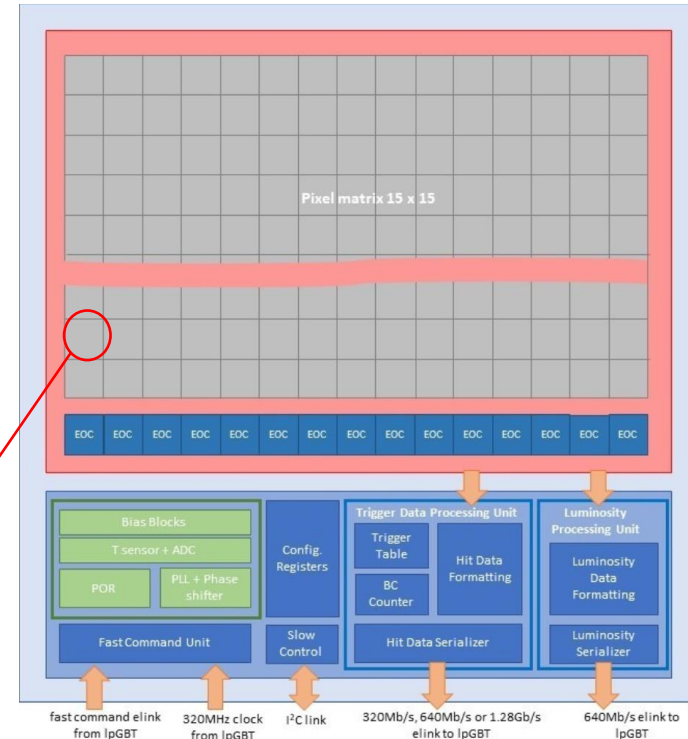 Pixel matrix 15 x 15
EOC EOC EOC EOC EOC EOC EOC EOC EOC EOC EOC EOC EOC EOC EOC
Bias Blocks
T sensor + ADC
POR
PLL + Phase
shifter
Fast Command Unit
Config.
Registers
Slow
Control
Trigger Data Processing Unit
Trigger
Table
BC
Counter
Hit Data
Formatting
Hit Data Serializer
Luminosity
Processing Unit
Luminosity
Data
Formatting
Luminosity
Serializer
fast command elink
from lpGBT
320MHz clock
from lpGBT
I²C link
320Mb/s, 640Mb/s or 1.28Gb/s
elink to lpGBT
640Mb/s elink to
lpGBT